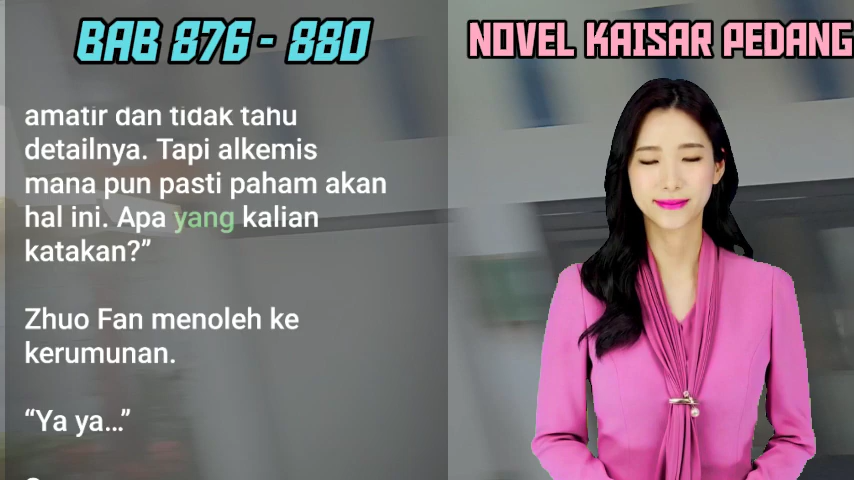 BAB 876 - 880
NOVEL KAISAR PEDANG
amatir dan tidak tahu
detailnya. Tapi alkemis
mana pun pasti paham akan
hal ini. Apa yang kalian
katakan?”
Zhuo Fan menoleh ke
kerumunan.
“Ya ya…”